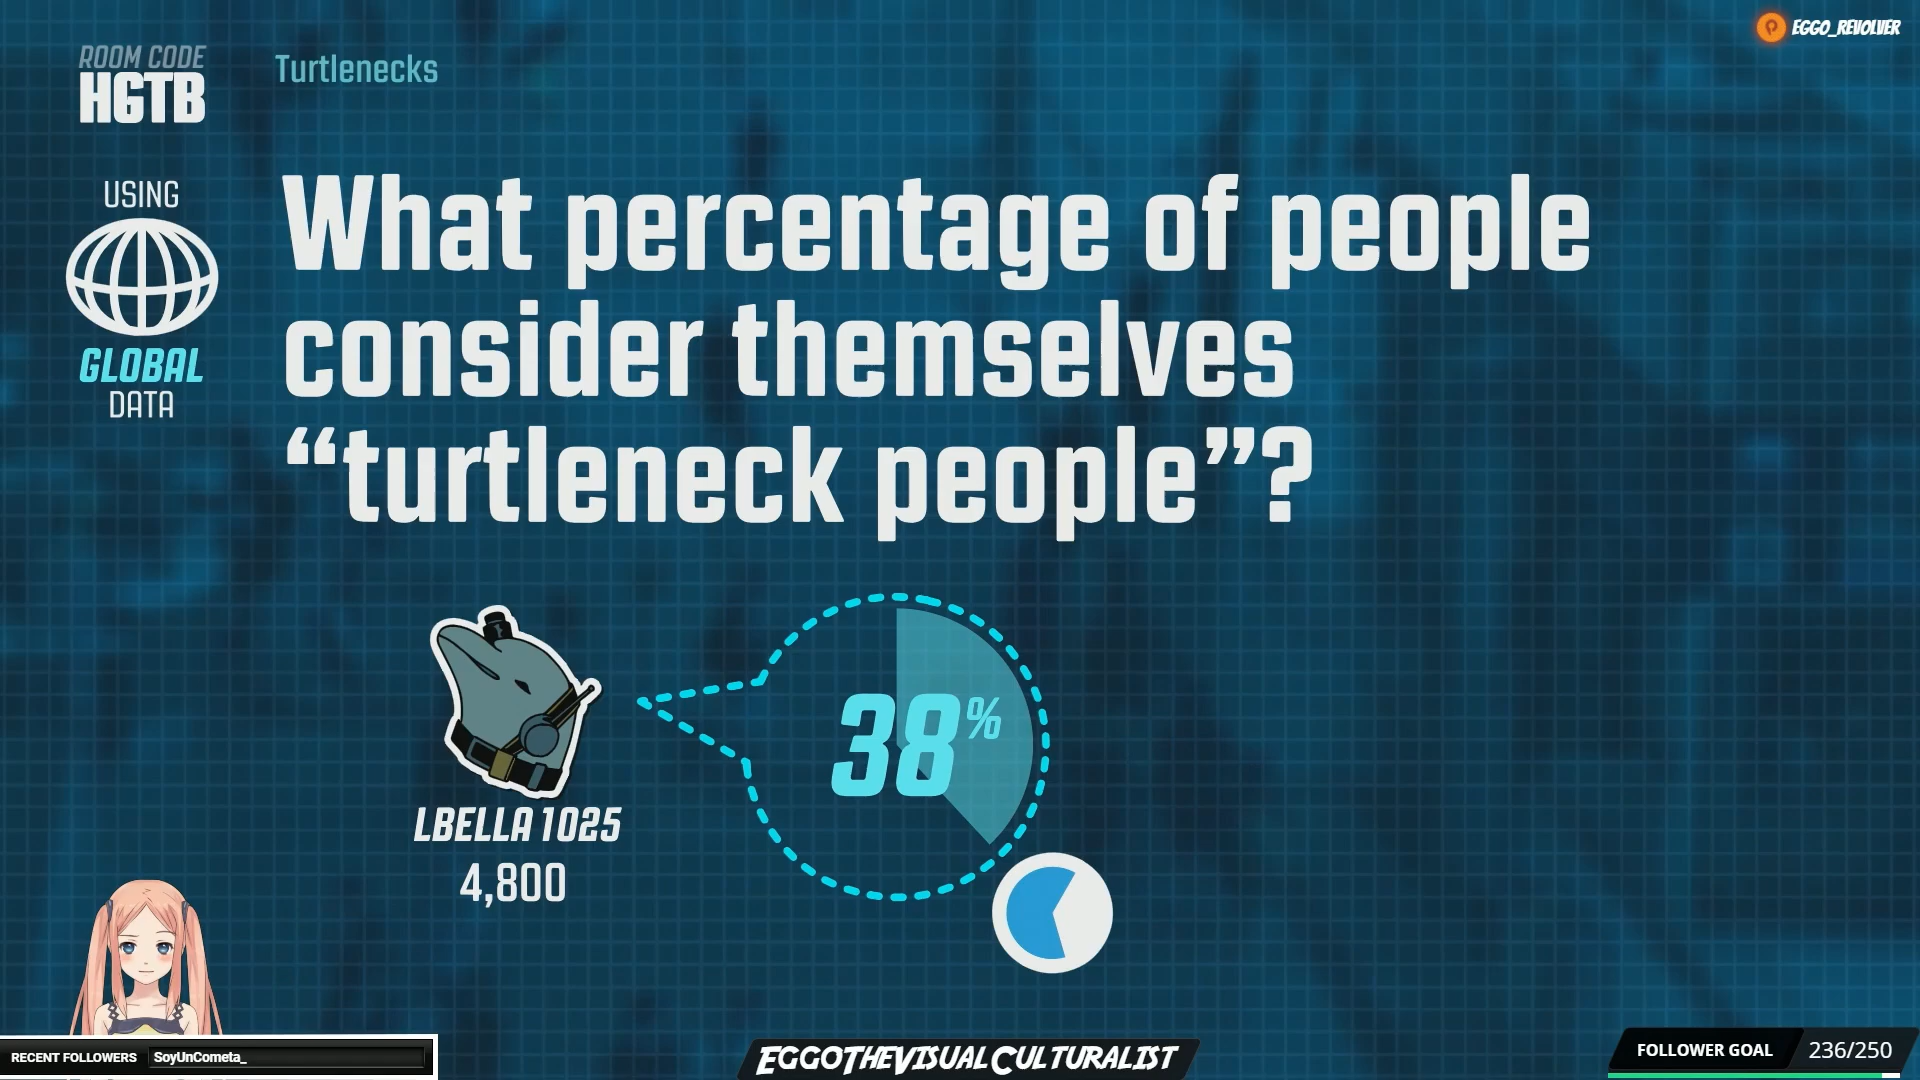 EGGO_REVOLVER
ROOM CODE
HGTB
Turtlenecks
USING
GLOBAL
DATA
What percentage of people
consider themselves
“turtleneck people”?
38%
LBELLA 1025
4,800
RECENT FOLLOWERS SoyUnCometa_
EGGOTHEVISUALCULTURALIST
FOLLOWER GOAL 236/250